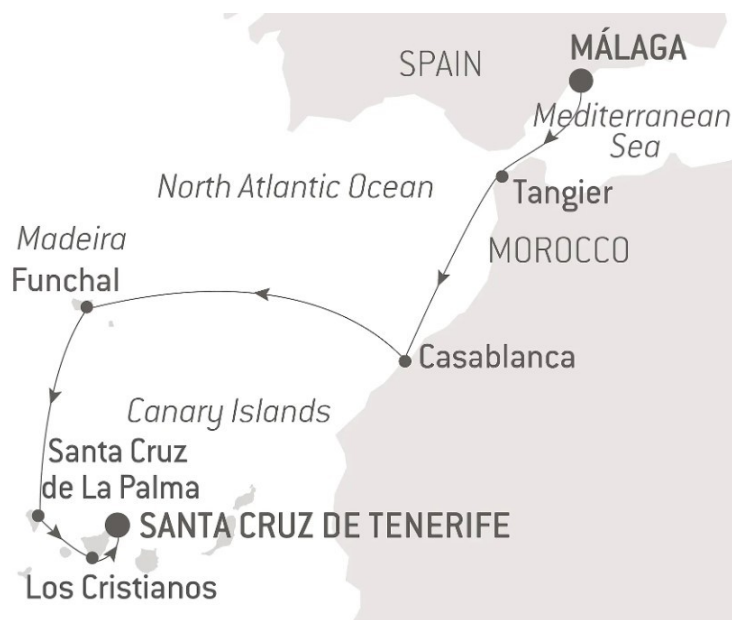 MÁLAGA
SPAIN
Mediterranean
Sea
North Atlantic Ocean
Tangier
Madeira
MOROCCO
Funchal
Casablanca
Canary Islands
Santa Cruz
de La Palma
SANTA CRUZ DE TENERIFE
Los Cristianos